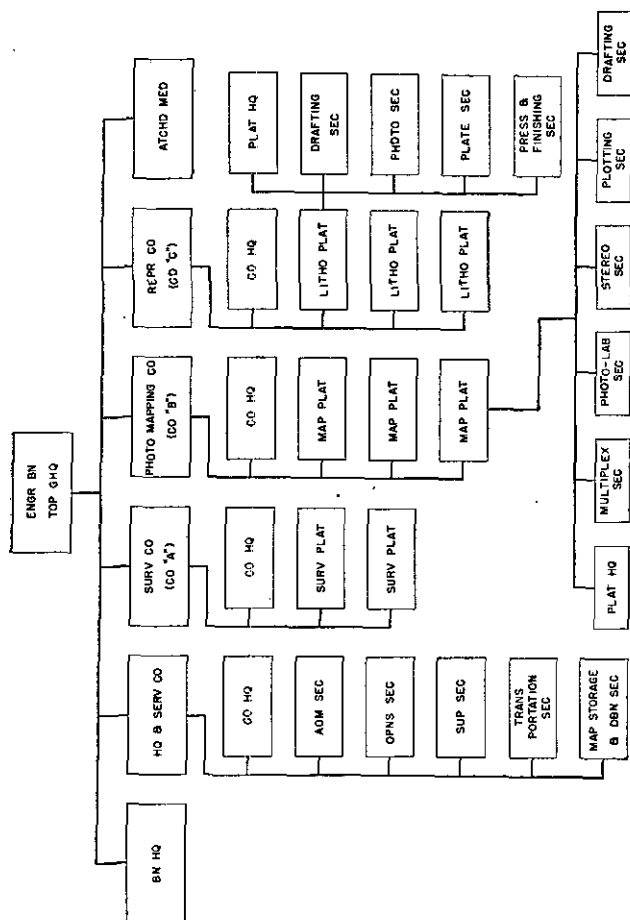 ENGR BN
TOP GHQ
BN HQ
HQ & SERV CO
SURV CO
(CO "A")
PHOTO MAPPING CO
(CO "B")
REPR CO
(CO "C")
ATCHD MED
CO HQ
ADM SEC
OPNS SEC
SUP SEC
TRANS
PORTATION
SEC
MAP STORAGE
& DBN SEC
CO HQ
SURV PLAT
SURV PLAT
CO HQ
MAP PLAT
MAP PLAT
MAP PLAT
CO HQ
LITHO PLAT
LITHO PLAT
LITHO PLAT
PLAT HQ
DRAFTING
SEC
PHOTO SEC
PLATE SEC
PRESS &
FINISHING
SEC
PLAT HQ
MULTIPLEX
SEC
PHOTO-LAB
SEC
STEREO
SEC
PLOTTING
SEC
DRAFTING
SEC